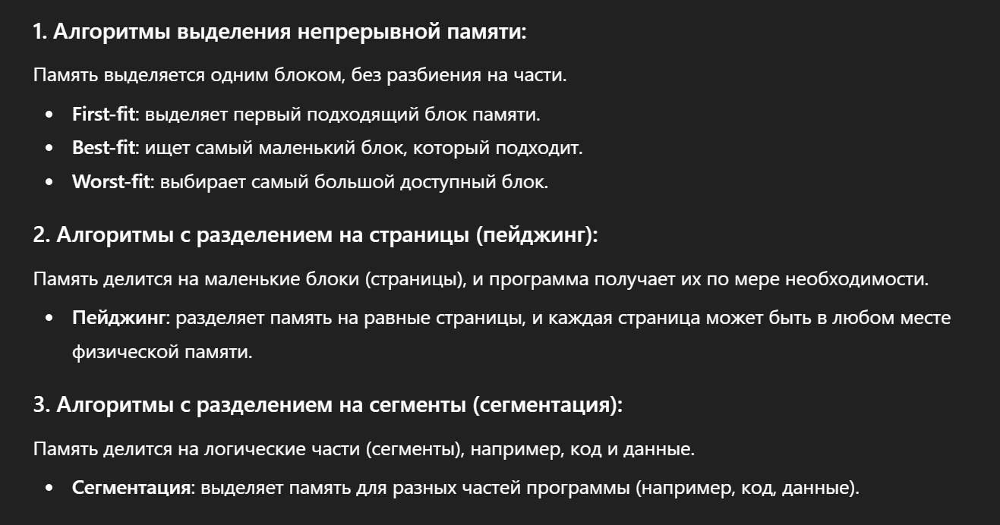 1. Алгоритмы выделения непрерывной памяти:
Память выделяется одним блоком, без разбиения на части.
• First-fit: выделяет первый подходящий блок памяти.
• Best-fit: ищет самый маленький блок, который подходит.
• Worst-fit: выбирает самый большой доступный блок.
2. Алгоритмы с разделением на страницы (пейджинг):
Память делится на маленькие блоки (страницы), и программа получает их по мере необходимости.
• Пейджинг: разделяет память на равные страницы, и каждая страница может быть в любом месте
физической памяти.
3. Алгоритмы с разделением на сегменты (сегментация):
Память делится на логические части (сегменты), например, код и данные.
• Сегментация: выделяет память для разных частей программы (например, код, данные).